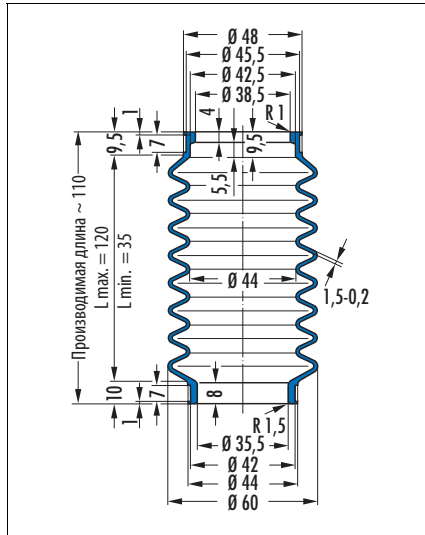 Ø 48
Ø 45,5
Ø 42,5
Ø 38,5
1
4
R 1
9,5
7
5,5
9,5
Производимая длина ~ 110
L max. = 120
L min. = 35
Ø 44
1,5-0,2
10
7
8
1
R 1,5
Ø 35,5
Ø 42
Ø 44
Ø 60